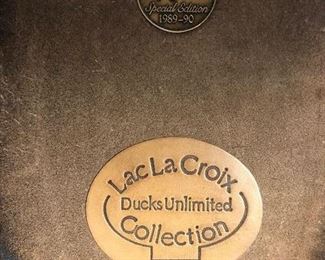 Special Edition
1989-90
Lac La Croix
Ducks Unlimited
Collection